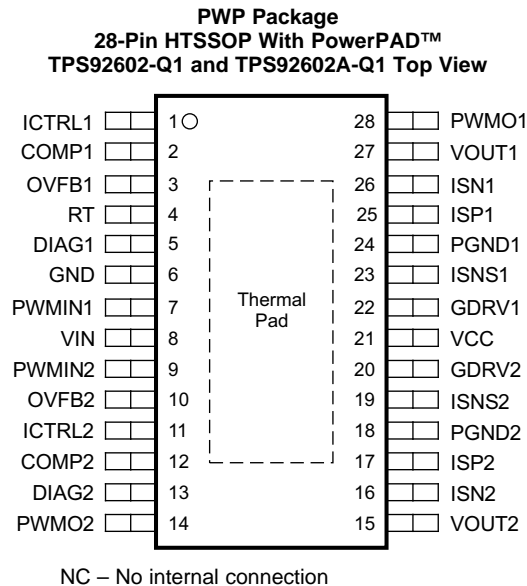 PWP Package
28-Pin HTSSOP With PowerPAD™
TPS92602-Q1 and TPS92602A-Q1 Top View
ICTRL1 1 28 PWMO1
COMP1 2 27 VOUT1
OVFB1 3 26 ISN1
RT 4 25 ISP1
DIAG1 5 24 PGND1
GND 6 23 ISNS1
PWMIN1 7 22 GDRV1
VIN 8 21 VCC
PWMIN2 9 20 GDRV2
OVFB2 10 19 ISNS2
ICTRL2 11 18 PGND2
COMP2 12 17 ISP2
DIAG2 13 16 ISN2
PWMO2 14 15 VOUT2
Thermal
Pad
NC – No internal connection